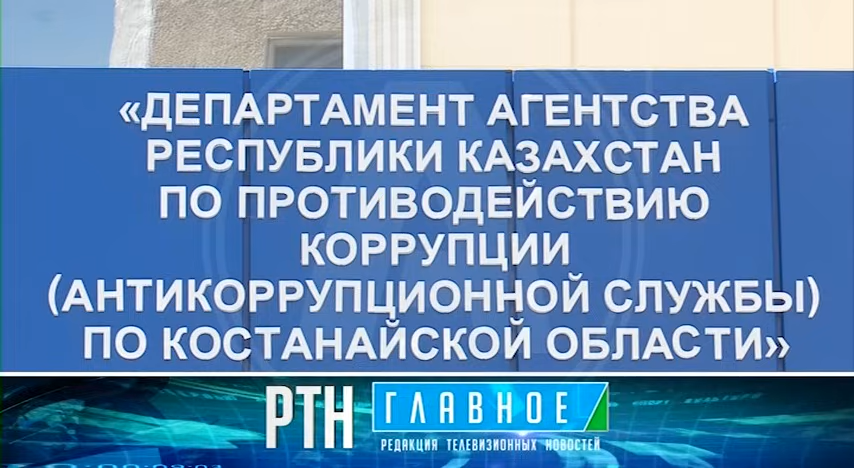 «ДЕПАРТАМЕНТ АГЕНТСТВА
РЕСПУБЛИКИ КАЗАХСТАН
ПО ПРОТИВОДЕЙСТВИЮ
КОРРУПЦИИ
(АНТИКОРРУПЦИОННОЙ СЛУЖБЫ)
ПО КОСТАНАЙСКОЙ ОБЛАСТИ»
РТН ГЛАВНОЕ
РЕДАКЦИЯ ТЕЛЕВИЗИОННЫХ НОВОСТЕЙ